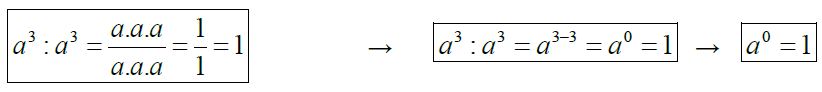 a³ : a³ = a.a.a / a.a.a = 1/1 = 1 → a³ : a³ = a³⁻³ = a⁰ = 1 → a⁰ = 1